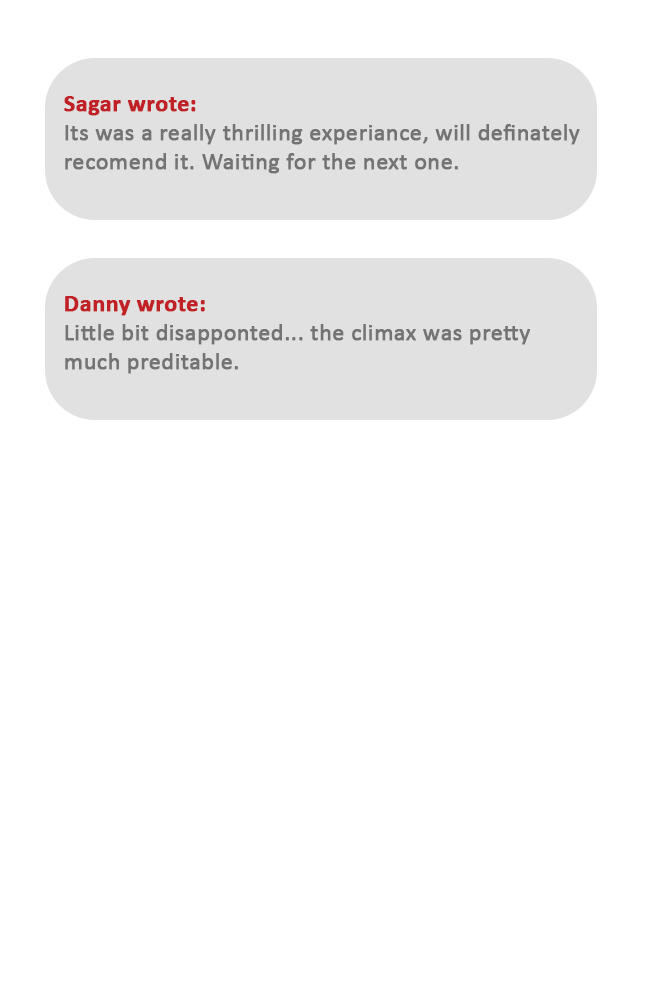 Sagar wrote:
Its was a really thrilling experiance, will definately
recomend it. Waiting for the next one.
Danny wrote:
Little bit disapponted... the climax was pretty
much preditable.